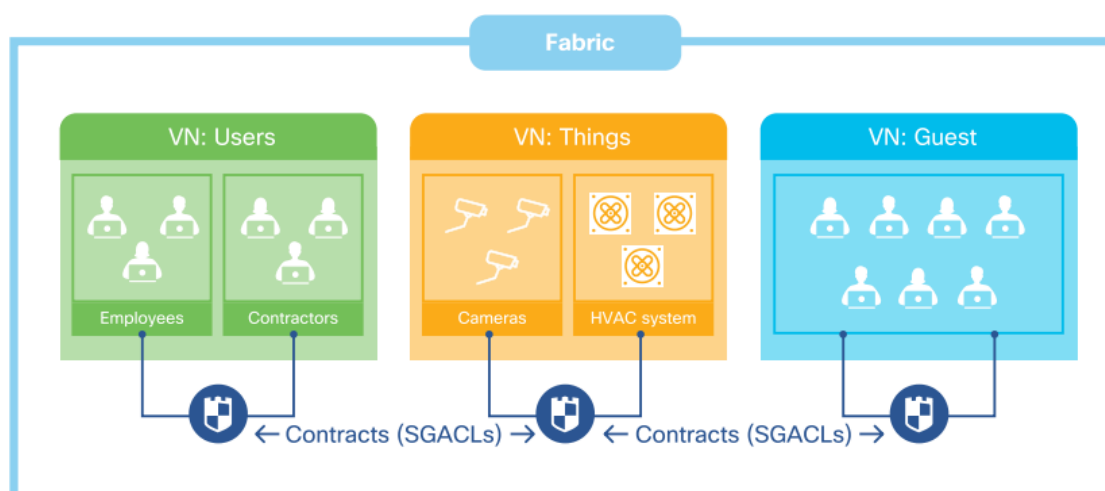 Fabric
VN: Users
VN: Things
VN: Guest
Employees
Contractors
Cameras
HVAC system
← Contracts (SGACLs) →
← Contracts (SGACLs) →